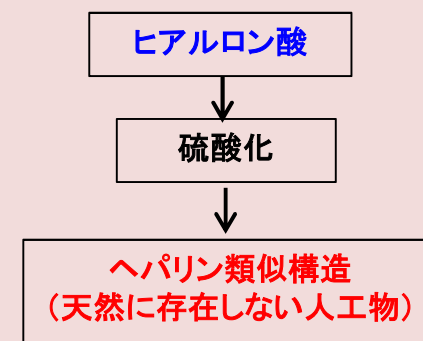 ヒアルロン酸
硫酸化
ヘパリン類似構造
（天然に存在しない人工物）